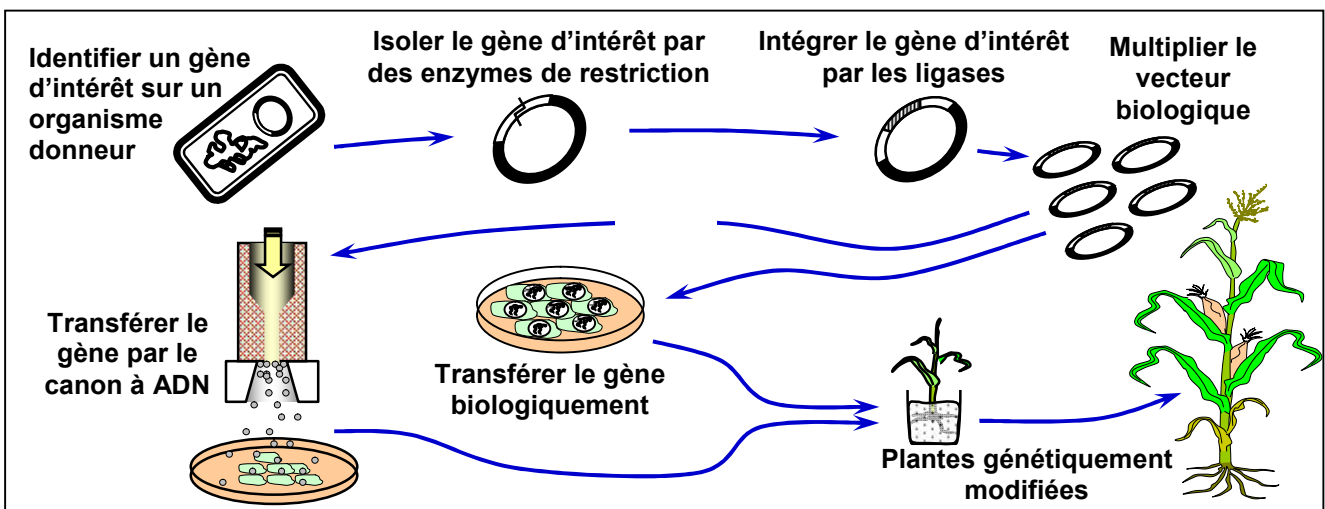 Identifier un gène
d'intérêt sur un
organisme
donneur
Isoler le gène d'intérêt par
des enzymes de restriction
Intégrer le gène d'intérêt
par les ligases
Multiplier le
vecteur
biologique
Transférer le
gène par le
canon à ADN
Transférer le gène
biologiquement
Plantes génétiquement
modifiées